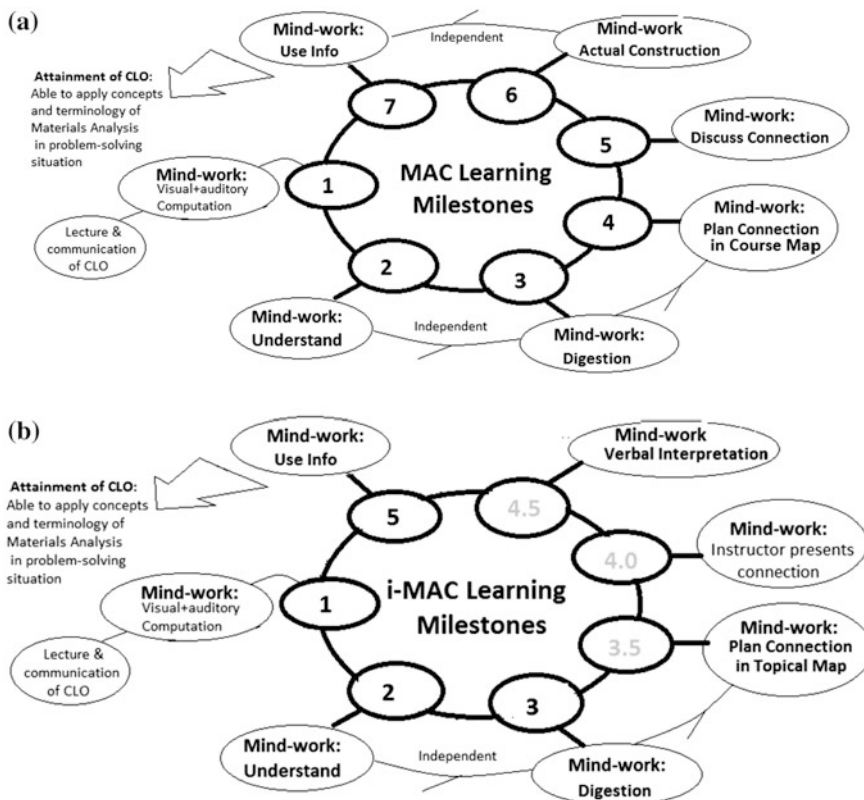 (a)
Mind-work:
Use Info
Independent
Mind-work
Actual Construction
Attainment of CLO:
Able to apply concepts
and terminology of
Materials Analysis
in problem-solving
situation
7
6
Mind-work:
Discuss Connection
5
Mind-work:
Visual+auditory
Computation
1
MAC Learning
Milestones
4
Mind-work:
Plan Connection
in Course Map
Lecture &
communication
of CLO
2
3
Mind-work:
Understand
Independent
Mind-work:
Digestion
(b)
Mind-work:
Use Info
Mind-work
Verbal Interpretation
Attainment of CLO:
Able to apply concepts
and terminology of
Materials Analysis
in problem-solving
situation
5
4.5
Mind-work:
Instructor presents
connection
4.0
Mind-work:
Visual+auditory
Computation
1
i-MAC Learning
Milestones
3.5
Mind-work:
Plan Connection
in Topical Map
Lecture &
communication
of CLO
2
3
Mind-work:
Understand
Independent
Mind-work:
Digestion